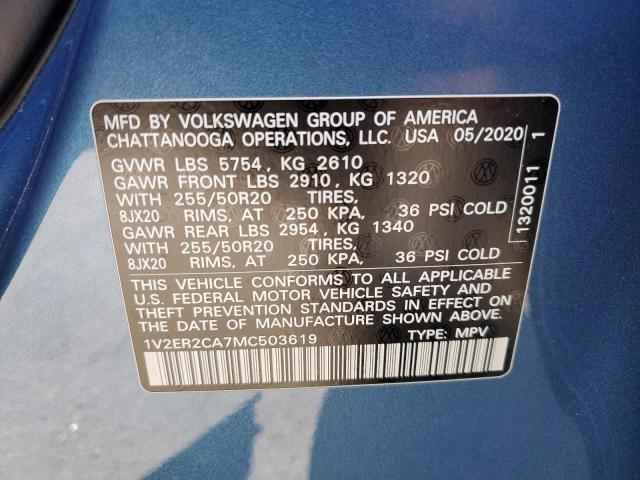 MFD BY VOLKSWAGEN GROUP OF AMERICA
CHATTANOOGA OPERATIONS, LLC. USA 05/2020
GVWR LBS 5754, KG 2610
GAWR FRONT LBS 2910, KG 1320
WITH 255/50R20 TIRES,
8JX20 RIMS, AT 250 KPA, 36 PSI COLD
GAWR REAR LBS 2954, KG 1340
WITH 255/50R20 TIRES,
8JX20 RIMS, AT 250 KPA, 36 PSI COLD
THIS VEHICLE CONFORMS TO ALL APPLICABLE
U.S. FEDERAL MOTOR VEHICLE SAFETY AND
THEFT PREVENTION STANDARDS IN EFFECT ON
THE DATE OF MANUFACTURE SHOWN ABOVE.
1V2ER2CA7MC503619 TYPE: MPV
1320011 1